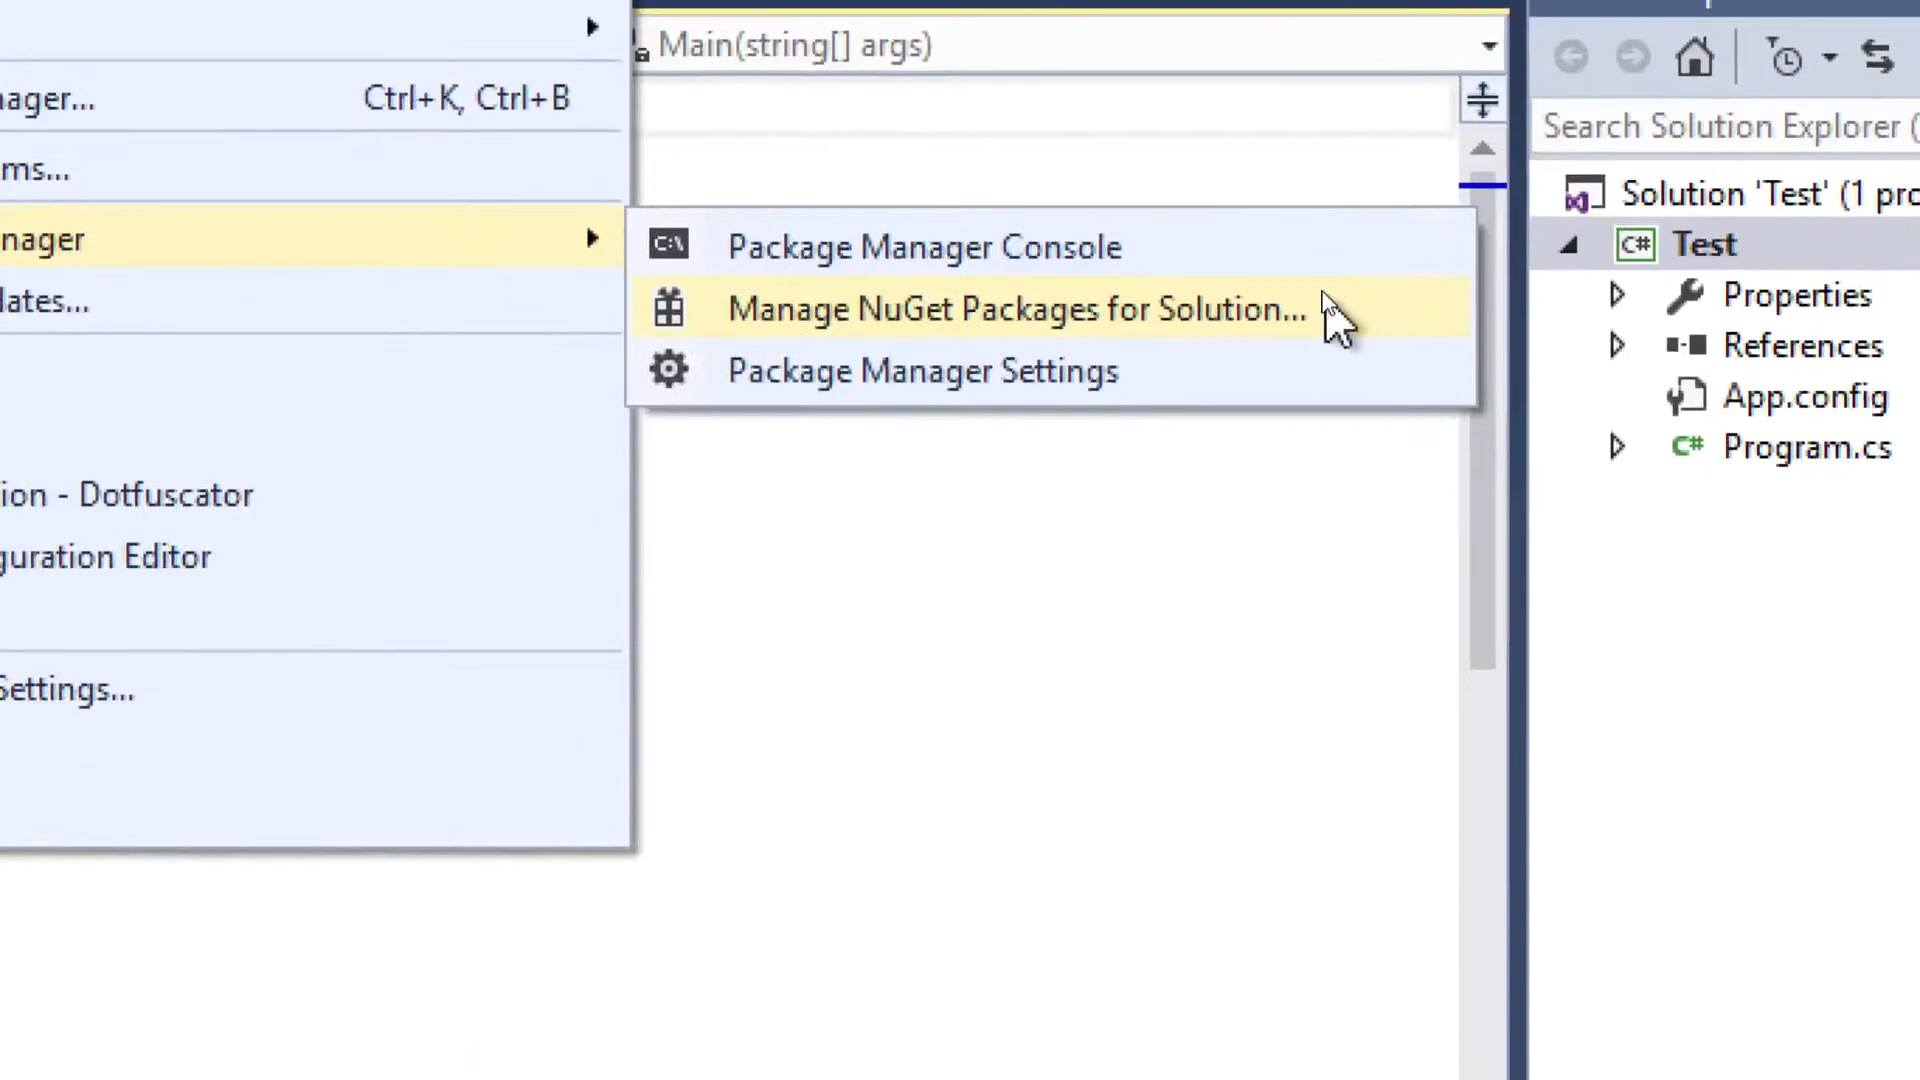 Main(string[] args)
nager... Ctrl+K, Ctrl+B
Search Solution Explorer (
ms...
Solution 'Test' (1 pro
nager
Package Manager Console
C# Test
lates...
Manage NuGet Packages for Solution...
Properties
References
Package Manager Settings
App.config
C# Program.cs
ion - Dotfuscator
guration Editor
Settings...